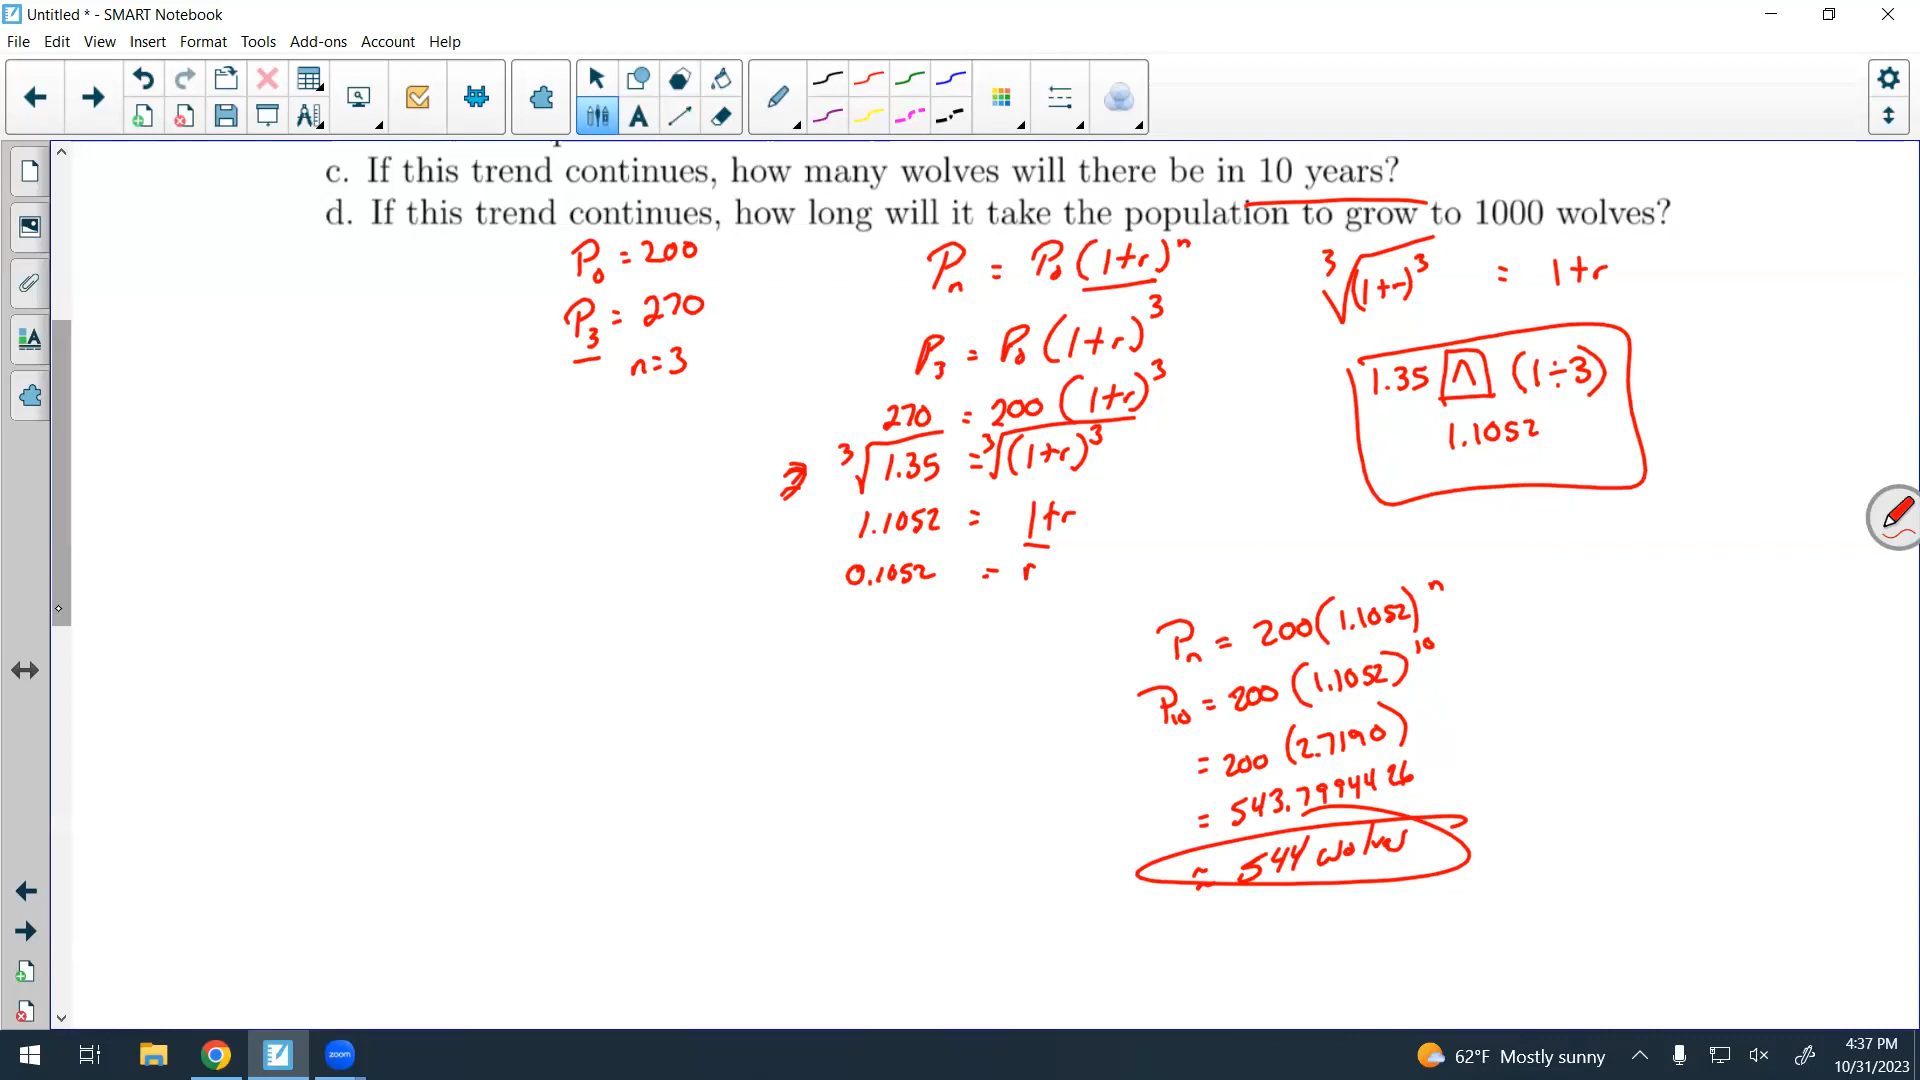 Untitled * - SMART Notebook
File Edit View Insert Format Tools Add-ons Account Help
c. If this trend continues, how many wolves will there be in 10 years?
d. If this trend continues, how long will it take the population to grow to 1000 wolves?
P₀ = 200
P₃ = 270
n = 3
Pₙ = P₀ (1+r)ⁿ
P₃ = P₀ (1+r)³
270 = 200 (1+r)³
³√1.35 = ³√(1+r)³
1.1052 = 1+r
0.1052 = r
³√(1+r)³ = 1+r
1.35 ^ (1÷3)
1.1052
Pₙ = 200(1.1052)ⁿ
P₁₀ = 200 (1.1052)¹⁰
= 200 (2.7190)
= 543.7994426
≈ 544 wolves
zoom
62°F Mostly sunny
4:37 PM
10/31/2023